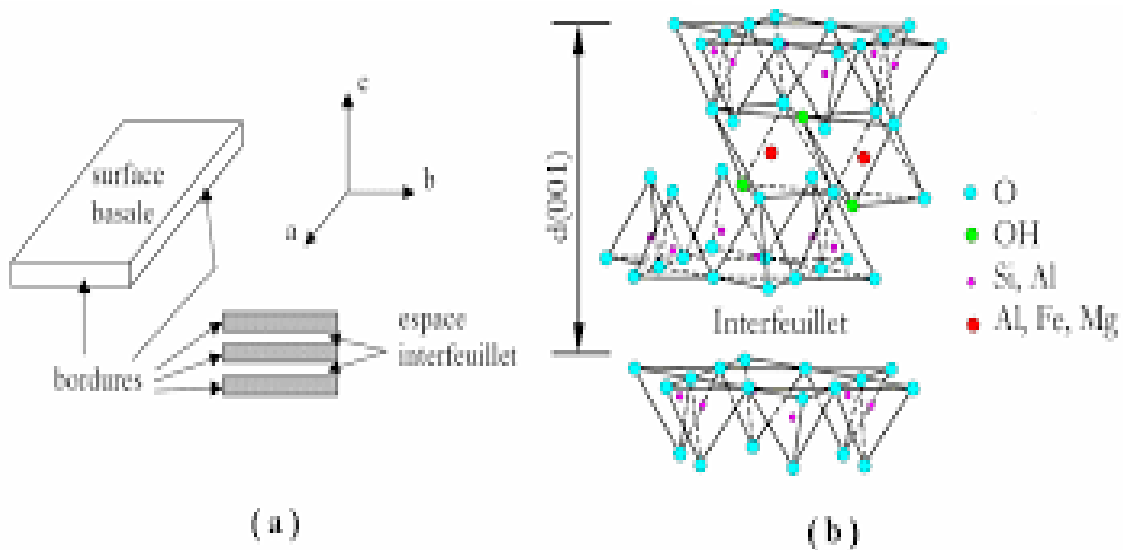 c
b
a
surface
basale
bordures
espace
interfeuillet
( a )
d(001)
Interfeuillet
O
OH
Si, Al
Al, Fe, Mg
( b )